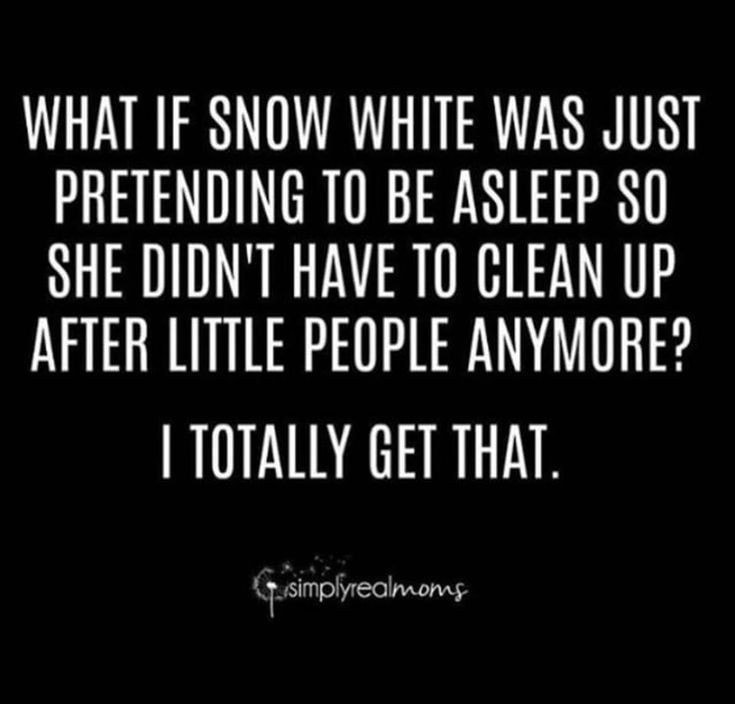 WHAT IF SNOW WHITE WAS JUST
PRETENDING TO BE ASLEEP SO
SHE DIDN'T HAVE TO CLEAN UP
AFTER LITTLE PEOPLE ANYMORE?
I TOTALLY GET THAT.
simplyrealmoms